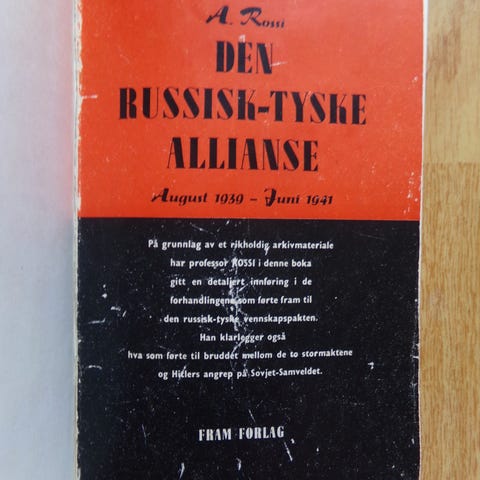 A. Rossi
DEN
RUSSISK-TYSKE
ALLIANSE
August 1939 – Juni 1941
På grunnlag av et rikholdig arkivmateriale
har professor ROSSI i denne boka
gitt en detaljert innføring i de
forhandlingene som førte fram til
den russisk-tyske vennskapspakten.
Han klarlegger også
hva som førte til bruddet mellom de to stormaktene
og Hitlers angrep på Sovjet-Samveldet.
FRAM FORLAG